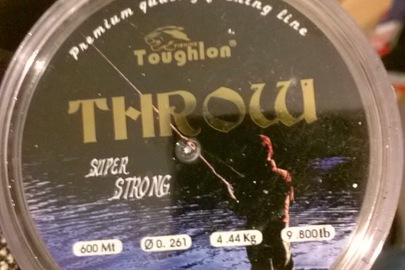 Premium quality fishing line
Toughlon®
THROW
SUPER
STRONG
600 Mt
Ø 0. 261
4.44 Kg
9.800 lb